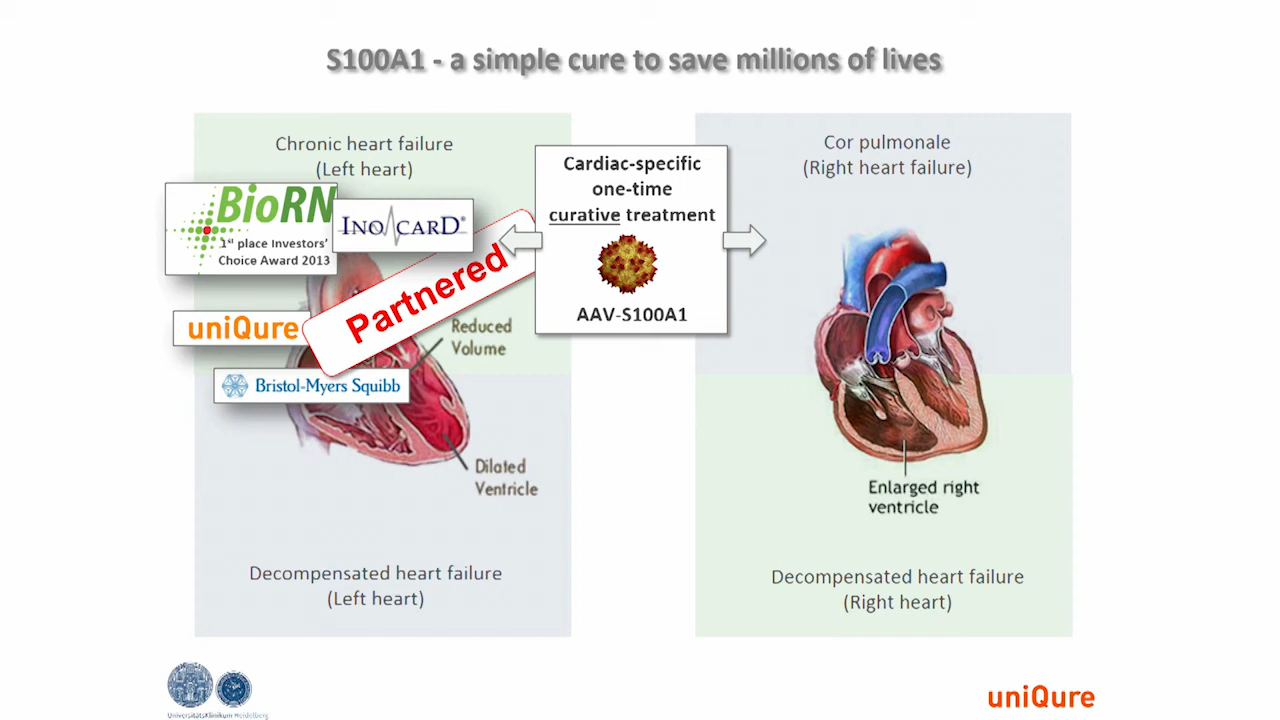 S100A1 - a simple cure to save millions of lives
Chronic heart failure
(Left heart)
BioRN
1st place Investors'
Choice Award 2013
INOCARD®
Partnered
uniQure
Bristol-Myers Squibb
Reduced
Volume
Dilated
Ventricle
Decompensated heart failure
(Left heart)
Cardiac-specific
one-time
curative treatment
AAV-S100A1
Cor pulmonale
(Right heart failure)
Enlarged right
ventricle
Decompensated heart failure
(Right heart)
UniversitätsKlinikum Heidelberg
uniQure